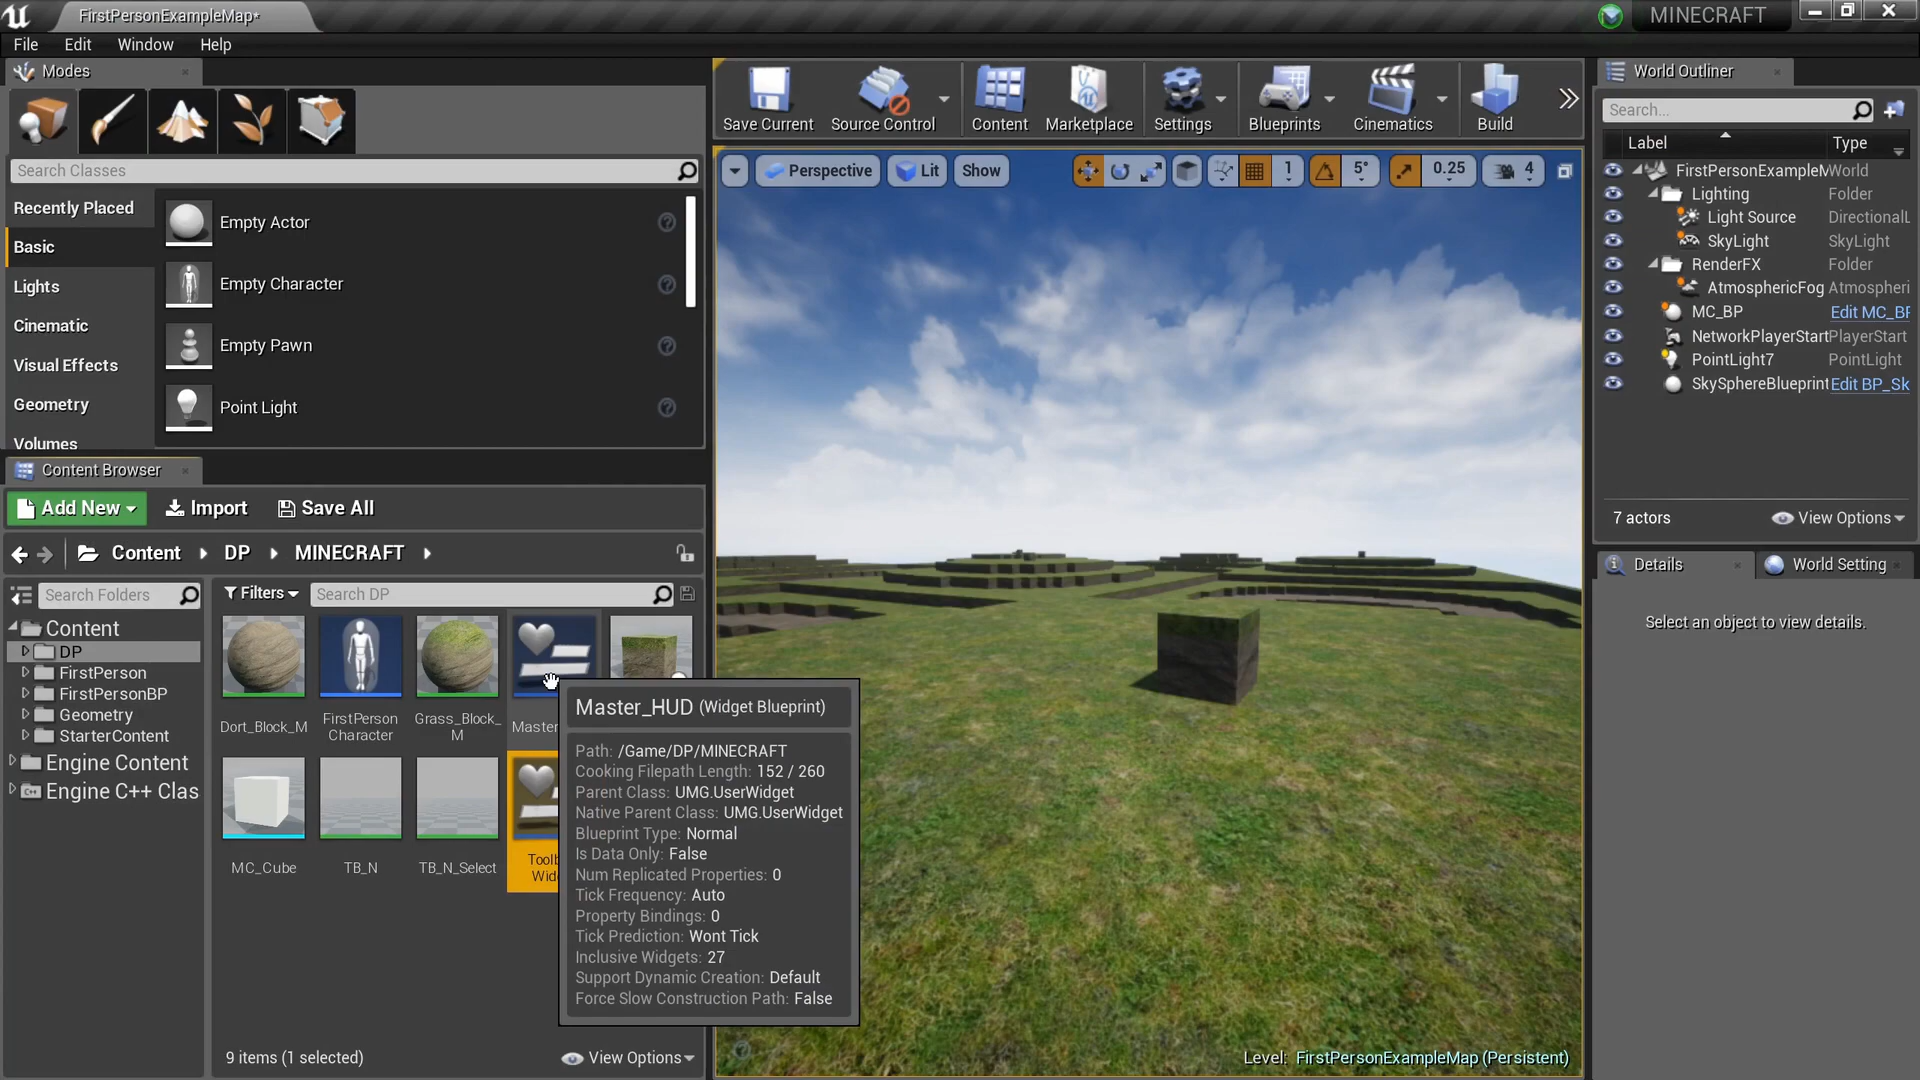 FirstPersonExampleMap*
MINECRAFT
File Edit Window Help
Modes
Search Classes
Recently Placed
Basic
Lights
Cinematic
Visual Effects
Geometry
Volumes
Empty Actor
Empty Character
Empty Pawn
Point Light
Save Current
Source Control
Content
Marketplace
Settings
Blueprints
Cinematics
Build
Perspective
Lit
Show
1
5°
0.25
4
World Outliner
Search...
Label Type
FirstPersonExampleM World
Lighting Folder
Light Source DirectionalL
SkyLight SkyLight
RenderFX Folder
AtmosphericFog Atmospheri
MC_BP Edit MC_BP
NetworkPlayerStart PlayerStart
PointLight7 PointLight
SkySphereBlueprint Edit BP_Sk
7 actors
View Options
Details
World Setting
Select an object to view details.
Content Browser
Add New
Import
Save All
Content DP MINECRAFT
Search Folders
Filters
Search DP
Content
DP
FirstPerson
FirstPersonBP
Geometry
StarterContent
Engine Content
Engine C++ Clas
Dort_Block_M
FirstPerson
Character
Grass_Block_
M
Master
MC_Cube
TB_N
TB_N_Select
Toolb
Wid
Master_HUD (Widget Blueprint)
Path: /Game/DP/MINECRAFT
Cooking Filepath Length: 152 / 260
Parent Class: UMG.UserWidget
Native Parent Class: UMG.UserWidget
Blueprint Type: Normal
Is Data Only: False
Num Replicated Properties: 0
Tick Frequency: Auto
Property Bindings: 0
Tick Prediction: Wont Tick
Inclusive Widgets: 27
Support Dynamic Creation: Default
Force Slow Construction Path: False
9 items (1 selected)
View Options
Level: FirstPersonExampleMap (Persistent)